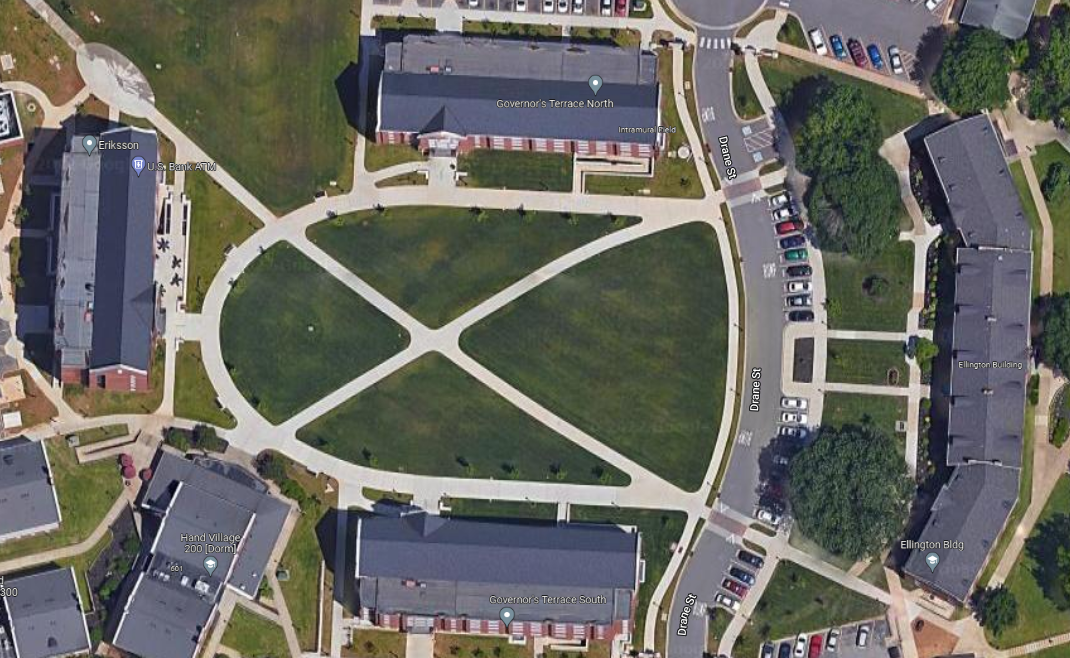 Governor's Terrace North
Intramural Field
Eriksson
U.S. Bank ATM
Drane St
Drane St
Ellington Building
Hand Village
200 [Dorm]
601
300
Ellington Bldg
Governor's Terrace South
Drane St